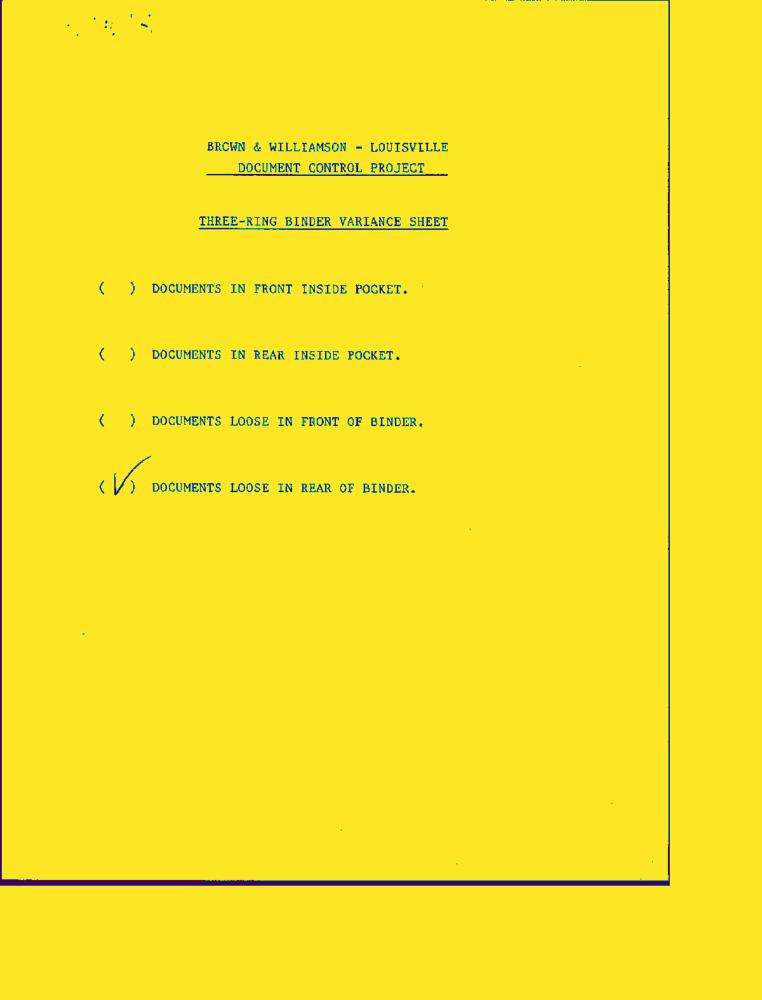 BROWN & WILLIAMSON - LOUISVILLE
DOCUMENT CONTROL PROJECT
THREE-RING BINDER VARIANCE SHEET
( ) DOCUMENTS IN FRONT INSIDE POCKET.
( ) DOCUMENTS IN REAR INSIDE POCKET.
( ) DOCUMENTS LOOSE IN FRONT OF BINDER.
(✓) DOCUMENTS LOOSE IN REAR OF BINDER.